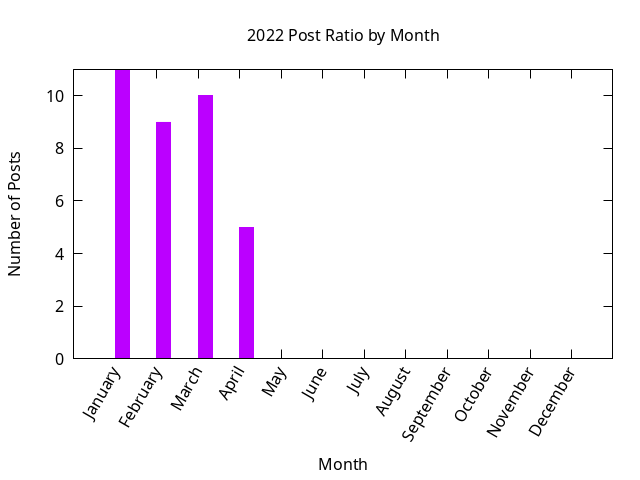 2022 Post Ratio by Month
Number of Posts
10
8
6
4
2
0
January
February
March
April
May
June
July
August
September
October
November
December
Month